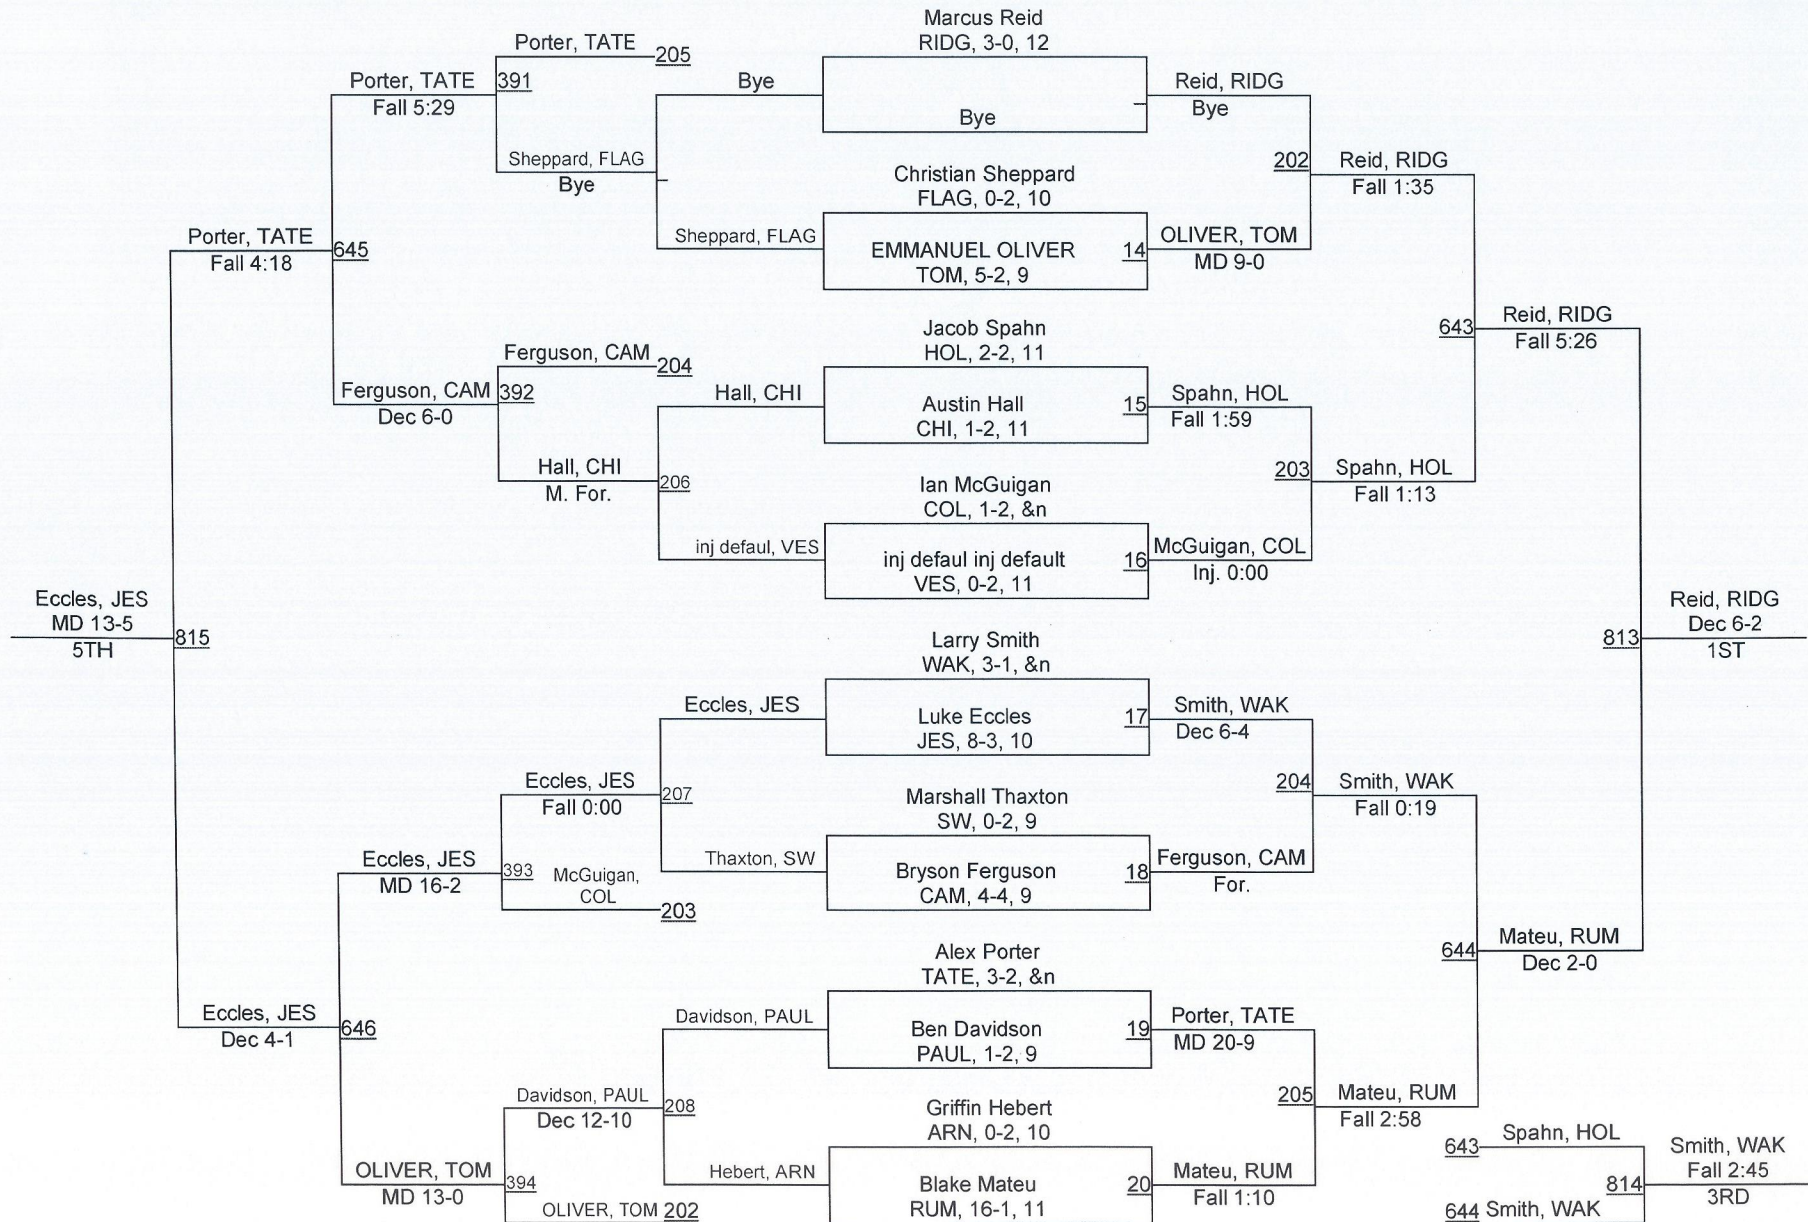 Marcus Reid
RIDG, 3-0, 12
Porter, TATE
205
Porter, TATE
391
Bye
Reid, RIDG
Fall 5:29
Bye
Bye
Sheppard, FLAG
202
Reid, RIDG
Bye
Christian Sheppard
Fall 1:35
FLAG, 0-2, 10
Porter, TATE
645
Sheppard, FLAG
EMMANUEL OLIVER
14
OLIVER, TOM
Fall 4:18
TOM, 5-2, 9
MD 9-0
Jacob Spahn
643
Reid, RIDG
HOL, 2-2, 11
Fall 5:26
Ferguson, CAM
204
Ferguson, CAM
392
Hall, CHI
Austin Hall
15
Spahn, HOL
Dec 6-0
CHI, 1-2, 11
Fall 1:59
Hall, CHI
206
203
Spahn, HOL
M. For.
Ian McGuigan
Fall 1:13
COL, 1-2, &n
inj defaul, VES
inj defaul inj default
16
McGuigan, COL
VES, 0-2, 11
Inj. 0:00
Eccles, JES
MD 13-5
815
5TH
Larry Smith
WAK, 3-1, &n
813
Reid, RIDG
Dec 6-2
1ST
Eccles, JES
Luke Eccles
17
Smith, WAK
JES, 8-3, 10
Dec 6-4
Eccles, JES
207
204
Smith, WAK
Fall 0:00
Marshall Thaxton
Fall 0:19
SW, 0-2, 9
Eccles, JES
393
McGuigan,
COL
Thaxton, SW
Bryson Ferguson
18
Ferguson, CAM
MD 16-2
CAM, 4-4, 9
For.
203
Alex Porter
644
Mateu, RUM
TATE, 3-2, &n
Dec 2-0
Eccles, JES
646
Davidson, PAUL
Ben Davidson
19
Porter, TATE
Dec 4-1
PAUL, 1-2, 9
MD 20-9
Davidson, PAUL
208
205
Mateu, RUM
Dec 12-10
Griffin Hebert
Fall 2:58
ARN, 0-2, 10
643
Spahn, HOL
OLIVER, TOM
394
Hebert, ARN
Blake Mateu
20
Mateu, RUM
814
Smith, WAK
MD 13-0
RUM, 16-1, 11
Fall 1:10
Fall 2:45
3RD
OLIVER, TOM
202
644
Smith, WAK